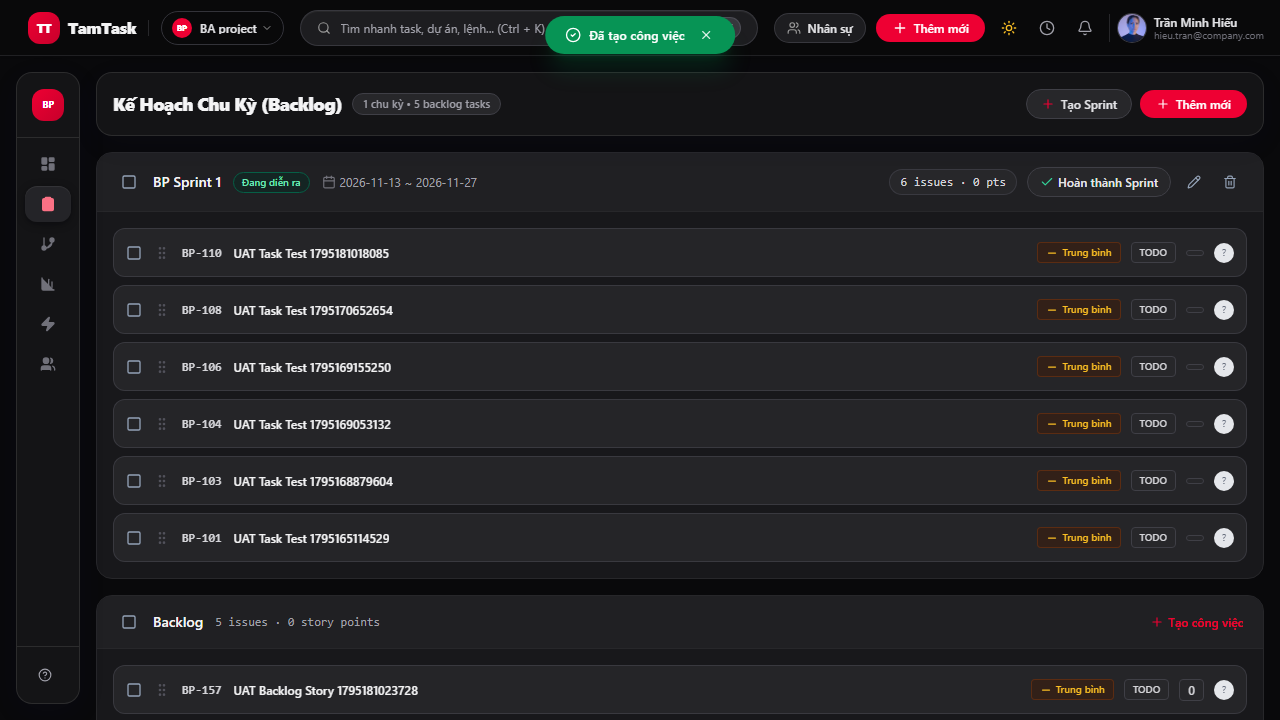 TT TamTask
BP BA project
Tìm nhanh task, dự án, lệnh... (Ctrl + K)
Đã tạo công việc
Nhân sự
Thêm mới
Trần Minh Hiếu
hieu.tran@company.com
BP
Kế Hoạch Chu Kỳ (Backlog)
1 chu kỳ • 5 backlog tasks
Tạo Sprint
Thêm mới
BP Sprint 1
Đang diễn ra
2026-11-13 ~ 2026-11-27
6 issues · 0 pts
Hoàn thành Sprint
BP-110 UAT Task Test 1795181018085 Trung bình TODO ?
BP-108 UAT Task Test 1795170652654 Trung bình TODO ?
BP-106 UAT Task Test 1795169155250 Trung bình TODO ?
BP-104 UAT Task Test 1795169053132 Trung bình TODO ?
BP-103 UAT Task Test 1795168879604 Trung bình TODO ?
BP-101 UAT Task Test 1795165114529 Trung bình TODO ?
Backlog 5 issues · 0 story points
Tạo công việc
BP-157 UAT Backlog Story 1795181023728 Trung bình TODO 0 ?